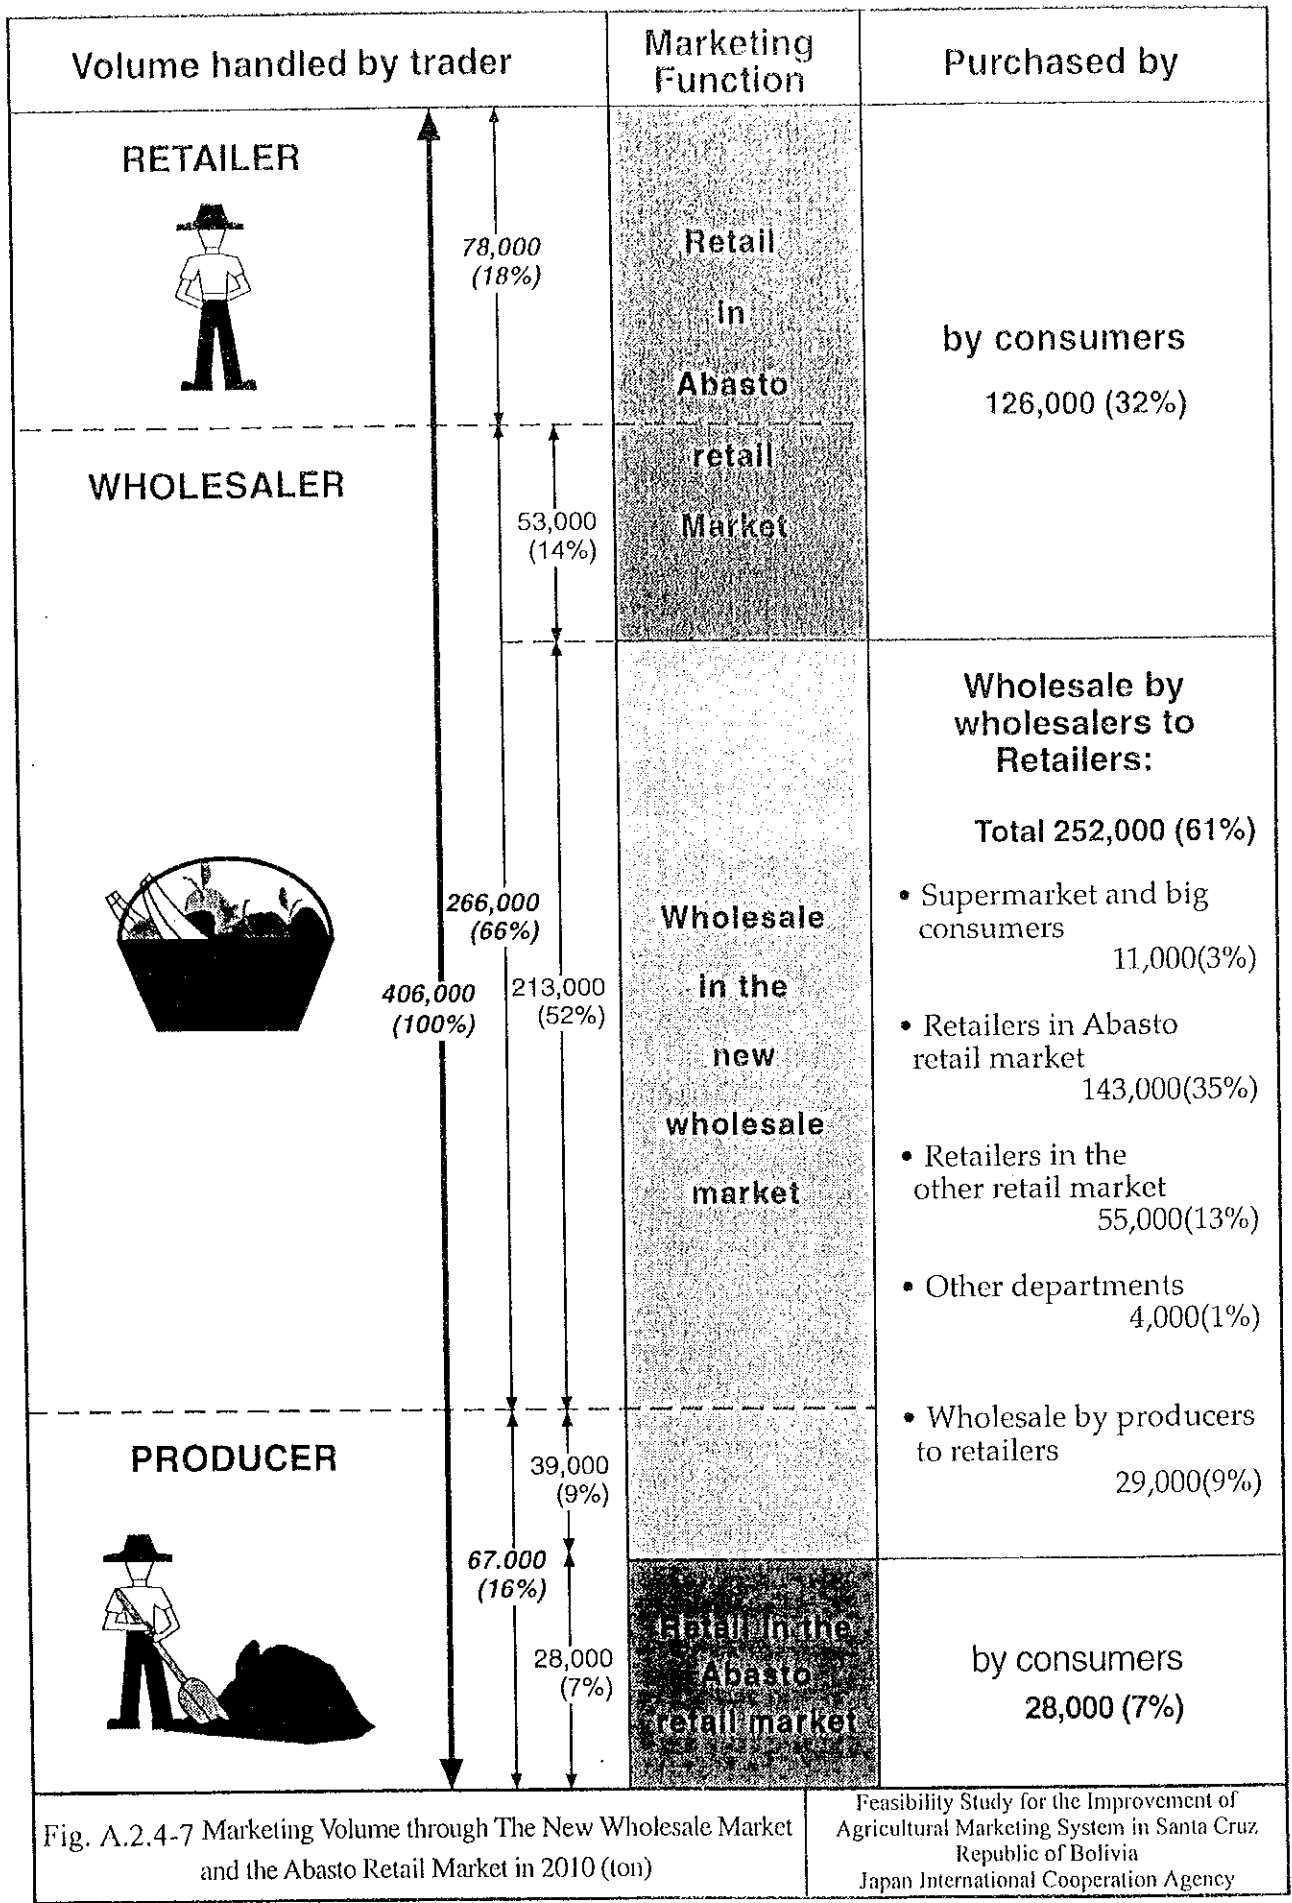 Volume handled by trader
Marketing
Function
Purchased by
RETAILER
78,000
(18%)
Retail
in
Abasto
retail
Market
by consumers
126,000 (32%)
WHOLESALER
53,000
(14%)
266,000
(66%)
406,000
(100%)
213,000
(52%)
Wholesale
in the
new
wholesale
market
Wholesale by
wholesalers to
Retailers:
Total 252,000 (61%)
• Supermarket and big
consumers
11,000(3%)
• Retailers in Abasto
retail market
143,000(35%)
• Retailers in the
other retail market
55,000(13%)
• Other departments
4,000(1%)
• Wholesale by producers
to retailers
29,000(9%)
PRODUCER
39,000
(9%)
67.000
(16%)
28,000
(7%)
Retail in the
Abasto
retail market
by consumers
28,000 (7%)
Fig. A.2.4-7 Marketing Volume through The New Wholesale Market
and the Abasto Retail Market in 2010 (ton)
Feasibility Study for the Improvement of
Agricultural Marketing System in Santa Cruz
Republic of Bolivia
Japan International Cooperation Agency